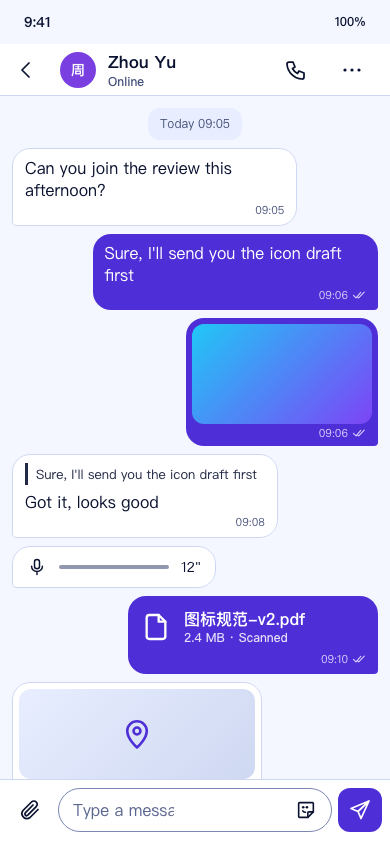 9:41
100%
周
Zhou Yu
Online
Today 09:05
Can you join the review this
afternoon?
09:05
Sure, I'll send you the icon draft
first
09:06
09:06
Sure, I'll send you the icon draft first
Got it, looks good
09:08
12"
图标规范-v2.pdf
2.4 MB · Scanned
09:10
Type a messa